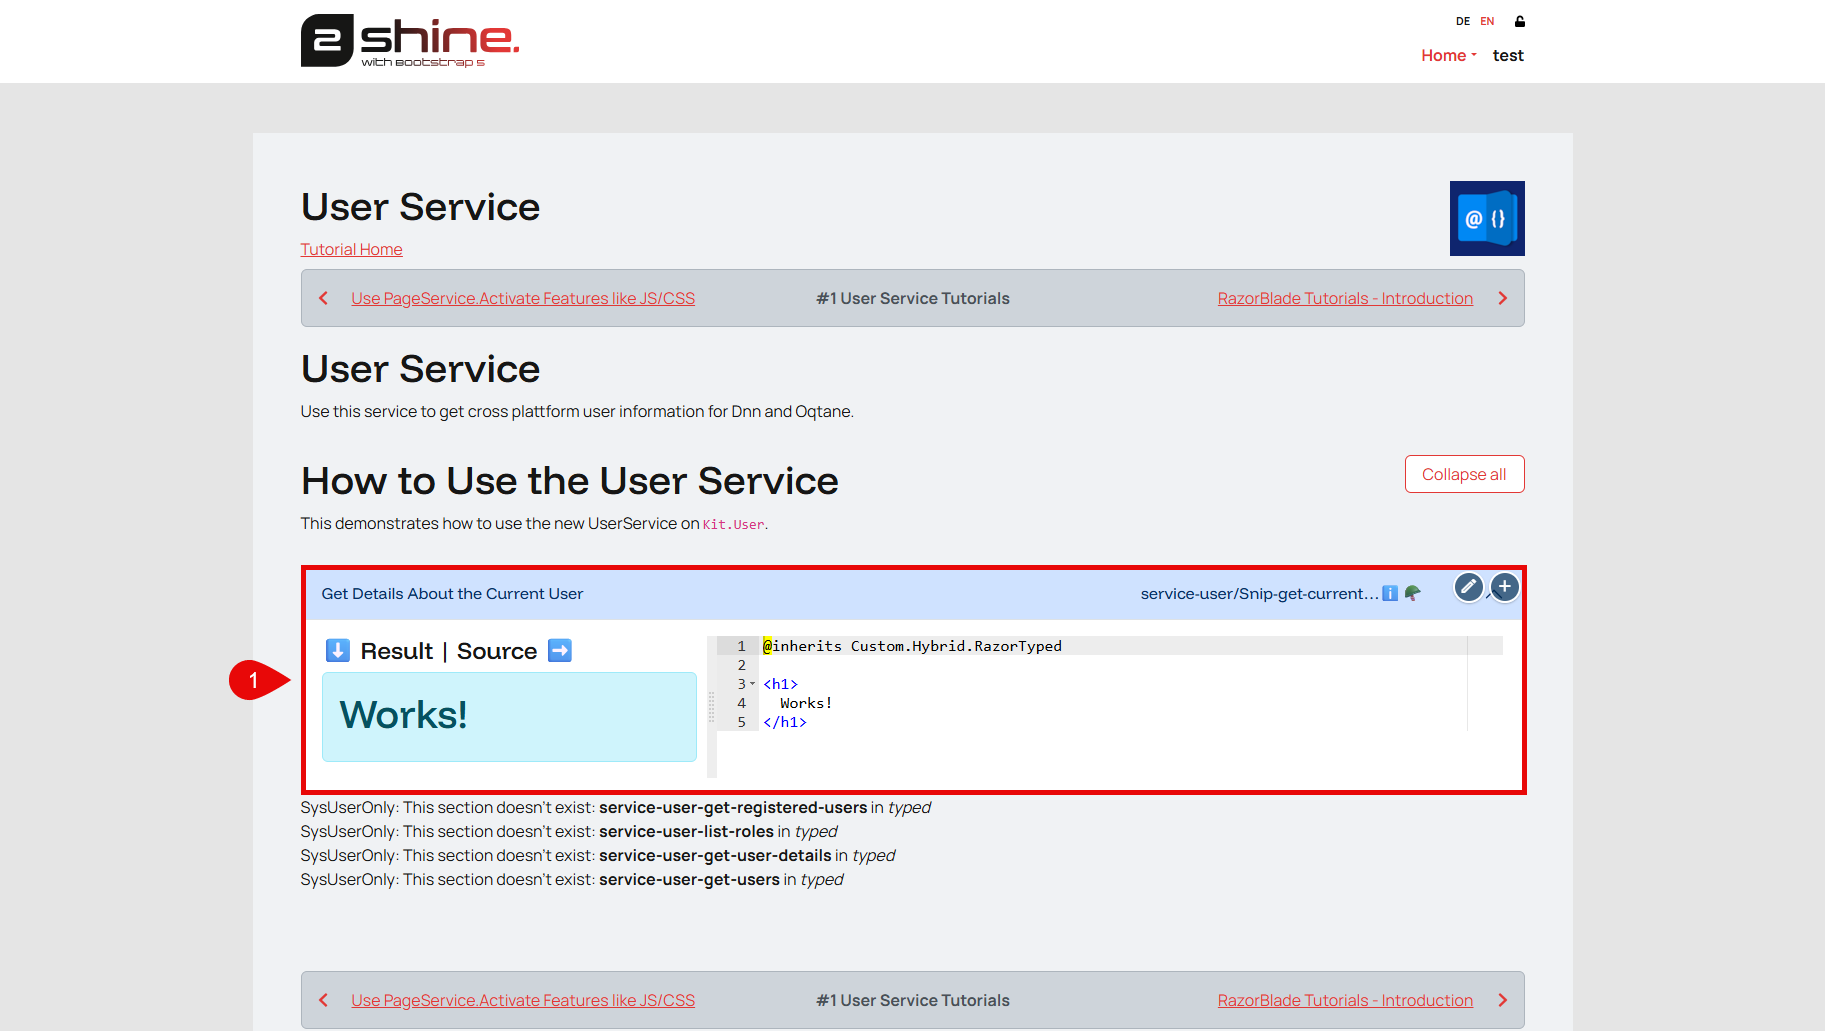 2 shine.
with Bootstrap 5
DE EN
Home test
User Service
Tutorial Home
@ {}
Use PageService.Activate Features like JS/CSS #1 User Service Tutorials RazorBlade Tutorials - Introduction
User Service
Use this service to get cross plattform user information for Dnn and Oqtane.
How to Use the User Service Collapse all
This demonstrates how to use the new UserService on Kit.User.
Get Details About the Current User service-user/Snip-get-current...
Result | Source
1 @inherits Custom.Hybrid.RazorTyped
2
3 <h1>
4 Works!
5 </h1>
1
Works!
SysUserOnly: This section doesn't exist: service-user-get-registered-users in typed
SysUserOnly: This section doesn't exist: service-user-list-roles in typed
SysUserOnly: This section doesn't exist: service-user-get-user-details in typed
SysUserOnly: This section doesn't exist: service-user-get-users in typed
Use PageService.Activate Features like JS/CSS #1 User Service Tutorials RazorBlade Tutorials - Introduction